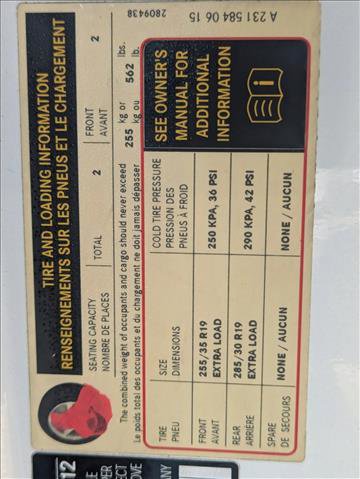 TIRE AND LOADING INFORMATION
RENSEIGNEMENTS SUR LES PNEUS ET LE CHARGEMENT
SEATING CAPACITY
NOMBRE DE PLACES
TOTAL 2
FRONT
AVANT
2
The combined weight of occupants and cargo should never exceed 255 kg or 562 lbs.
Le poids total des occupants et du chargement ne doit jamais dépasser kg ou lb.
TIRE
PNEU
SIZE
DIMENSIONS
COLD TIRE PRESSURE
PRESSION DES
PNEUS À FROID
FRONT
AVANT
255/35 R19
EXTRA LOAD
250 KPA, 36 PSI
REAR
ARRIERE
285/30 R19
EXTRA LOAD
290 KPA, 42 PSI
SPARE
DE SECOURS
NONE / AUCUN
NONE / AUCUN
SEE OWNER'S
MANUAL FOR
ADDITIONAL
INFORMATION
i
2809438
A 231 584 06 15
12